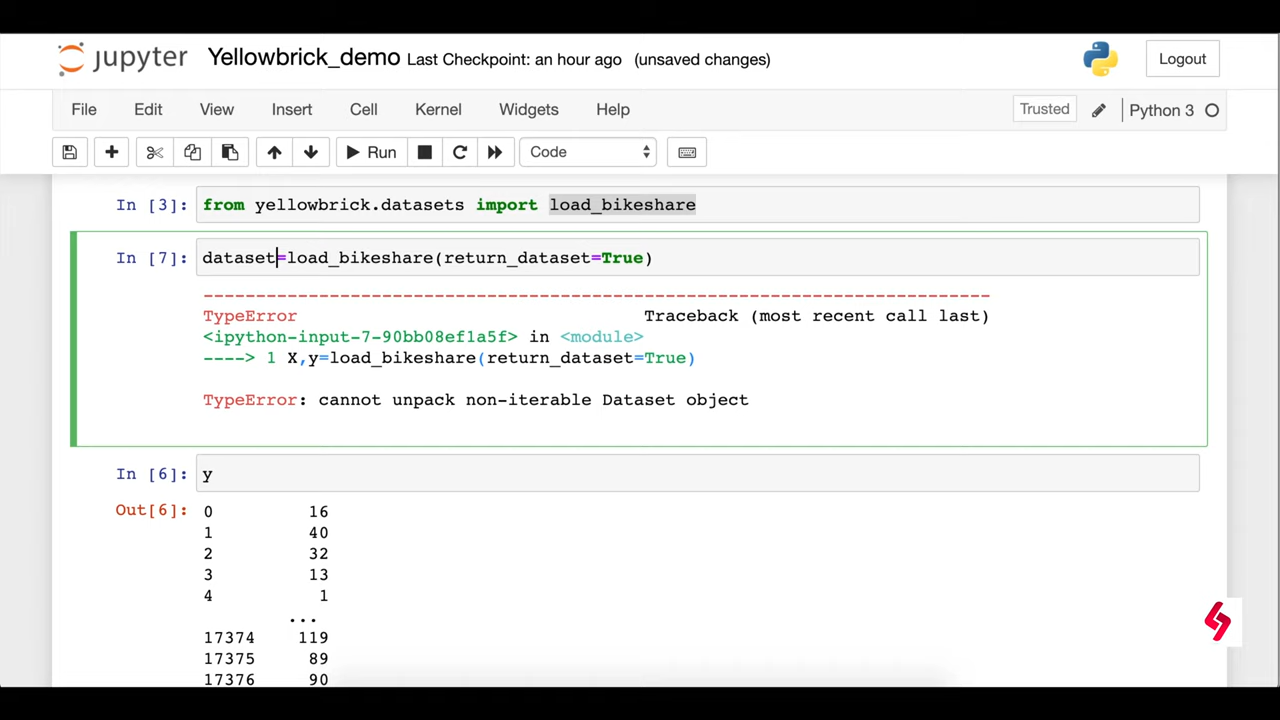 jupyter Yellowbrick_demo Last Checkpoint: an hour ago (unsaved changes) Logout
File Edit View Insert Cell Kernel Widgets Help Trusted Python 3
Run Code
In [3]: from yellowbrick.datasets import load_bikeshare
In [7]: dataset=load_bikeshare(return_dataset=True)
---------------------------------------------------------------------------
TypeError Traceback (most recent call last)
<ipython-input-7-90bb08ef1a5f> in <module>
----> 1 X,y=load_bikeshare(return_dataset=True)
TypeError: cannot unpack non-iterable Dataset object
In [6]: y
Out[6]: 0 16
1 40
2 32
3 13
4 1
...
17374 119
17375 89
17376 90